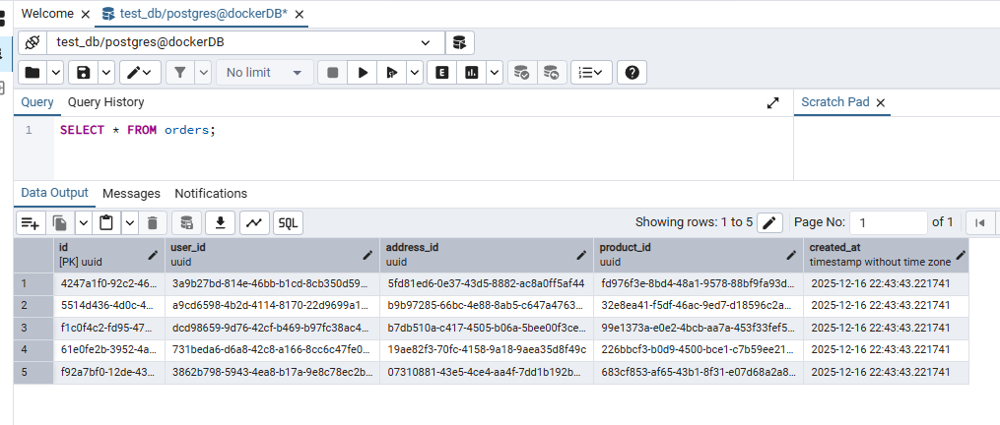 Welcome test_db/postgres@dockerDB*
test_db/postgres@dockerDB
No limit
Query Query History Scratch Pad
1 SELECT * FROM orders;
Data Output Messages Notifications
SQL Showing rows: 1 to 5 Page No: 1 of 1
id user_id address_id product_id created_at
[PK] uuid uuid uuid uuid timestamp without time zone
1 4247a1f0-92c2-46... 3a9b27bd-814e-46bb-b1cd-8cb350d59... 5fd81ed6-0e37-43d5-8882-ac8a0ff5af44 fd976f3e-8bd4-48a1-9578-88bf9fa93d... 2025-12-16 22:43:43.221741
2 5514d436-4d0c-4... a9cd6598-4b2d-4114-8170-22d9699a1... b9b97285-66bc-4e88-8ab5-c647a4763... 32e8ea41-f5df-46ac-9ed7-d18596c2a... 2025-12-16 22:43:43.221741
3 f1c0f4c2-fd95-47... dcd98659-9d76-42cf-b469-b97fc38ac4... b7db510a-c417-4505-b06a-5bee00f3ce... 99e1373a-e0e2-4bcb-aa7a-453f33fef5... 2025-12-16 22:43:43.221741
4 61e0fe2b-3952-4a... 731beda6-d6a8-42c8-a166-8cc6c47fe0... 19ae82f3-70fc-4158-9a18-9aea35d8f49c 226bbcf3-b0d9-4500-bce1-c7b59ee21... 2025-12-16 22:43:43.221741
5 f92a7bf0-12de-43... 3862b798-5943-4ea8-b17a-9e8c78ec2b... 07310881-43e5-4ce4-aa4f-7dd1b192b... 683cf853-af65-43b1-8f31-e07d68a2a8... 2025-12-16 22:43:43.221741